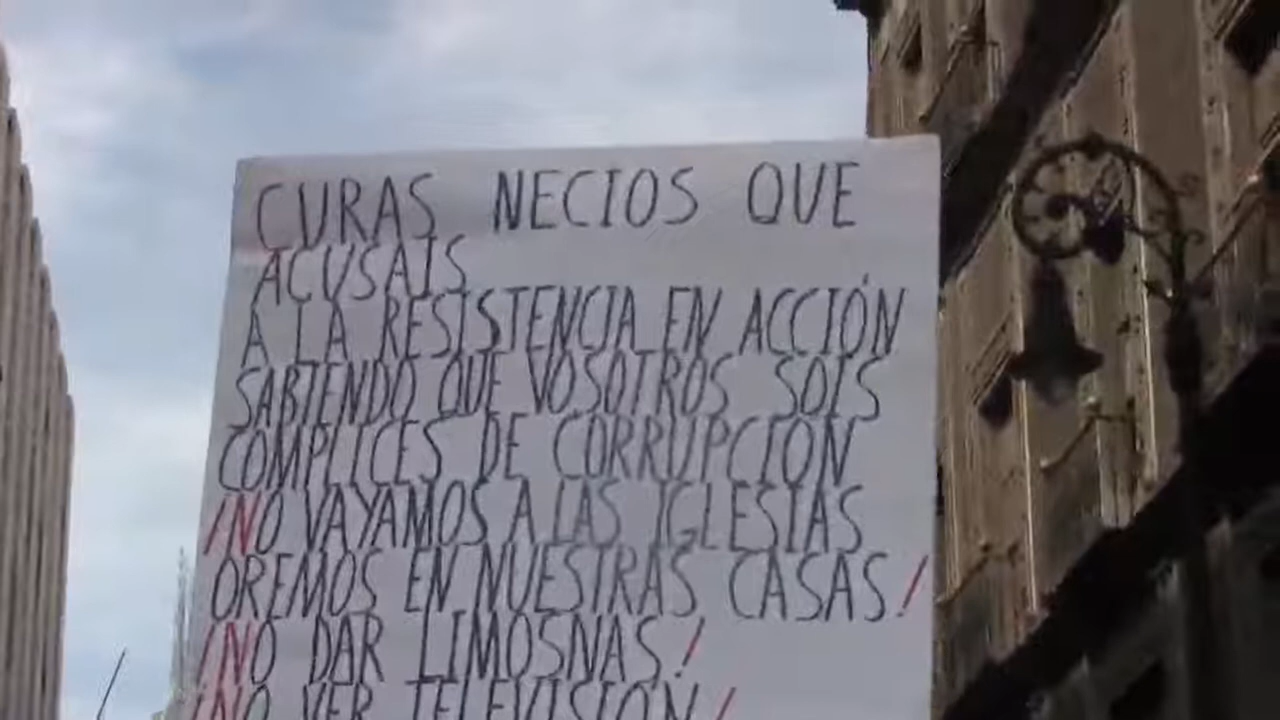 CURAS NECIOS QUE
ACUSAIS
A LA RESISTENCIA EN ACCIÓN
SABIENDO QUE VOSOTROS SOIS
COMPLICES DE CORRUPCION
¡NO VAYAMOS A LAS IGLESIAS
OREMOS EN NUESTRAS CASAS!
¡NO DAR LIMOSNAS!
¡NO VER TELEVISION!